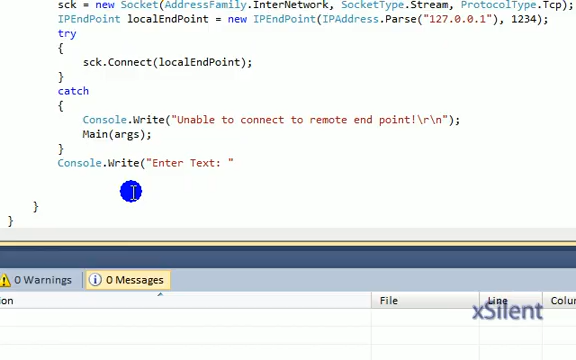 sck = new Socket(AddressFamily.InterNetwork, SocketType.Stream, ProtocolType.Tcp);
IPEndPoint localEndPoint = new IPEndPoint(IPAddress.Parse("127.0.0.1"), 1234);
try
{
sck.Connect(localEndPoint);
}
catch
{
Console.Write("Unable to connect to remote end point!\r\n");
Main(args);
}
Console.Write("Enter Text: "
}
}
0 Warnings
0 Messages
ion
File
Line
Colu
xSilent